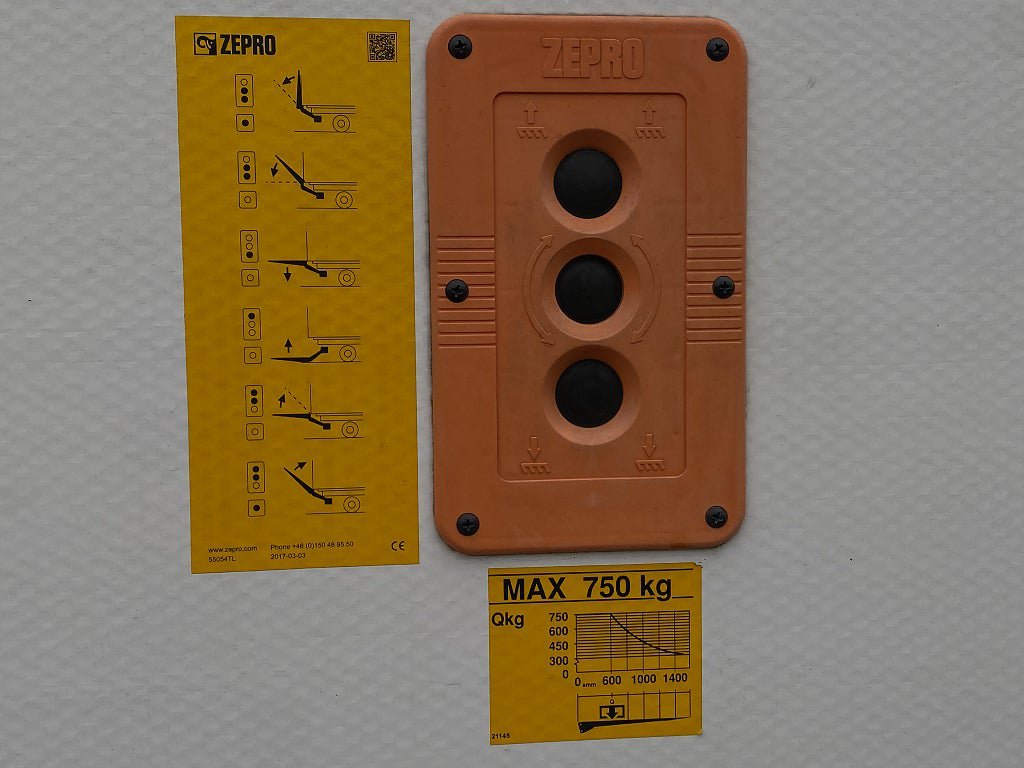 ZEPRO
www.zepro.com Phone +46 (0)150 48 95 50
55054TL 2017-03-03 CE
ZEPRO
MAX 750 kg
Qkg
750
600
450
300
0
0 amm 600 1000 1400
Q
21145